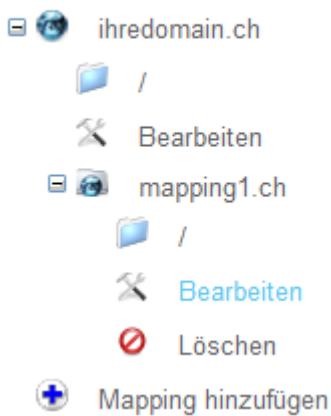 ihredomain.ch
/
Bearbeiten
mapping1.ch
/
Bearbeiten
Löschen
Mapping hinzufügen